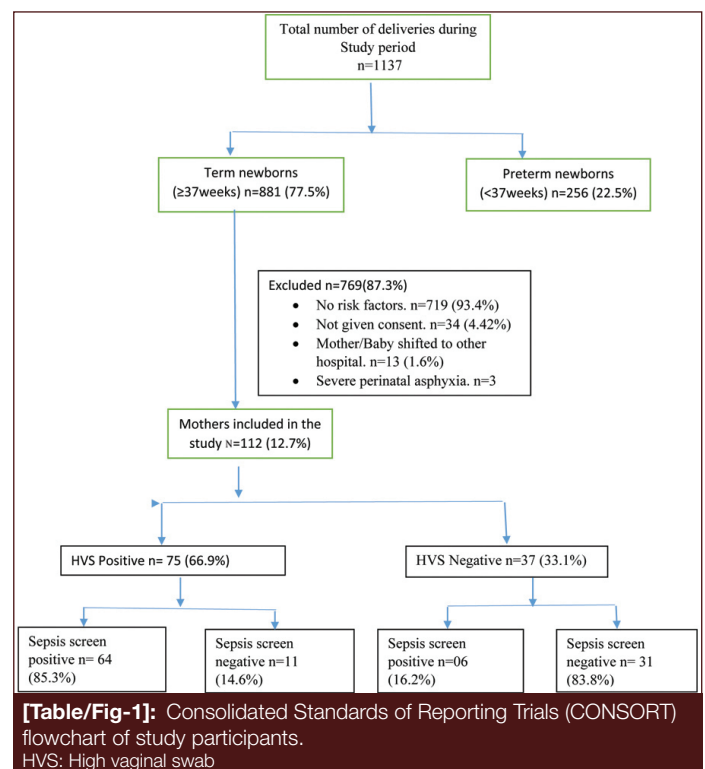 Total number of deliveries during
Study period
n=1137
Term newborns
(≥37weeks) n=881 (77.5%)
Preterm newborns
(<37weeks) n=256 (22.5%)
Excluded n=769(87.3%)
• No risk factors. n=719 (93.4%)
• Not given consent. n=34 (4.42%)
• Mother/Baby shifted to other
hospital. n=13 (1.6%)
• Severe perinatal asphyxia. n=3
Mothers included in the
study N=112 (12.7%)
HVS Positive n= 75 (66.9%)
HVS Negative n=37 (33.1%)
Sepsis screen
positive n= 64
(85.3%)
Sepsis screen
negative n=11
(14.6%)
Sepsis screen
positive n=06
(16.2%)
Sepsis screen
negative n= 31
(83.8%)
[Table/Fig-1]: Consolidated Standards of Reporting Trials (CONSORT)
flowchart of study participants.
HVS: High vaginal swab